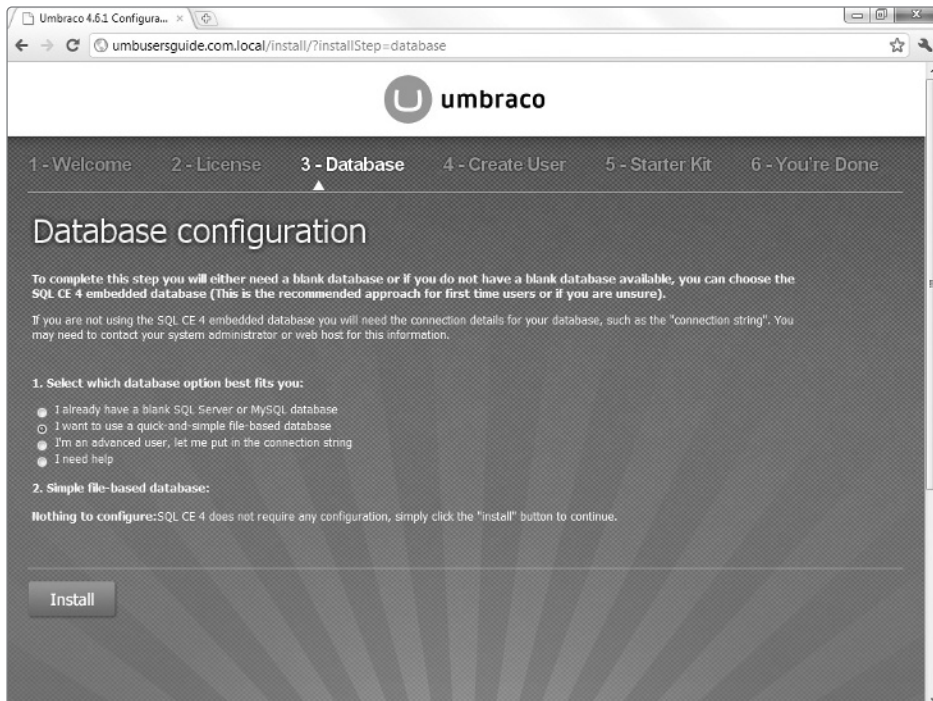 Umbraco 4.6.1 Configura...
umbusersguide.com.local/install/?installStep=database
umbraco
1 - Welcome 2 - License 3 - Database 4 - Create User 5 - Starter Kit 6 - You're Done
Database configuration
To complete this step you will either need a blank database or if you do not have a blank database available, you can choose the
SQL CE 4 embedded database (This is the recommended approach for first time users or if you are unsure).
If you are not using the SQL CE 4 embedded database you will need the connection details for your database, such as the "connection string". You
may need to contact your system administrator or web host for this information.
1. Select which database option best fits you:
I already have a blank SQL Server or MySQL database
I want to use a quick-and-simple file-based database
I'm an advanced user, let me put in the connection string
I need help
2. Simple file-based database:
Nothing to configure:SQL CE 4 does not require any configuration, simply click the "install" button to continue.
Install